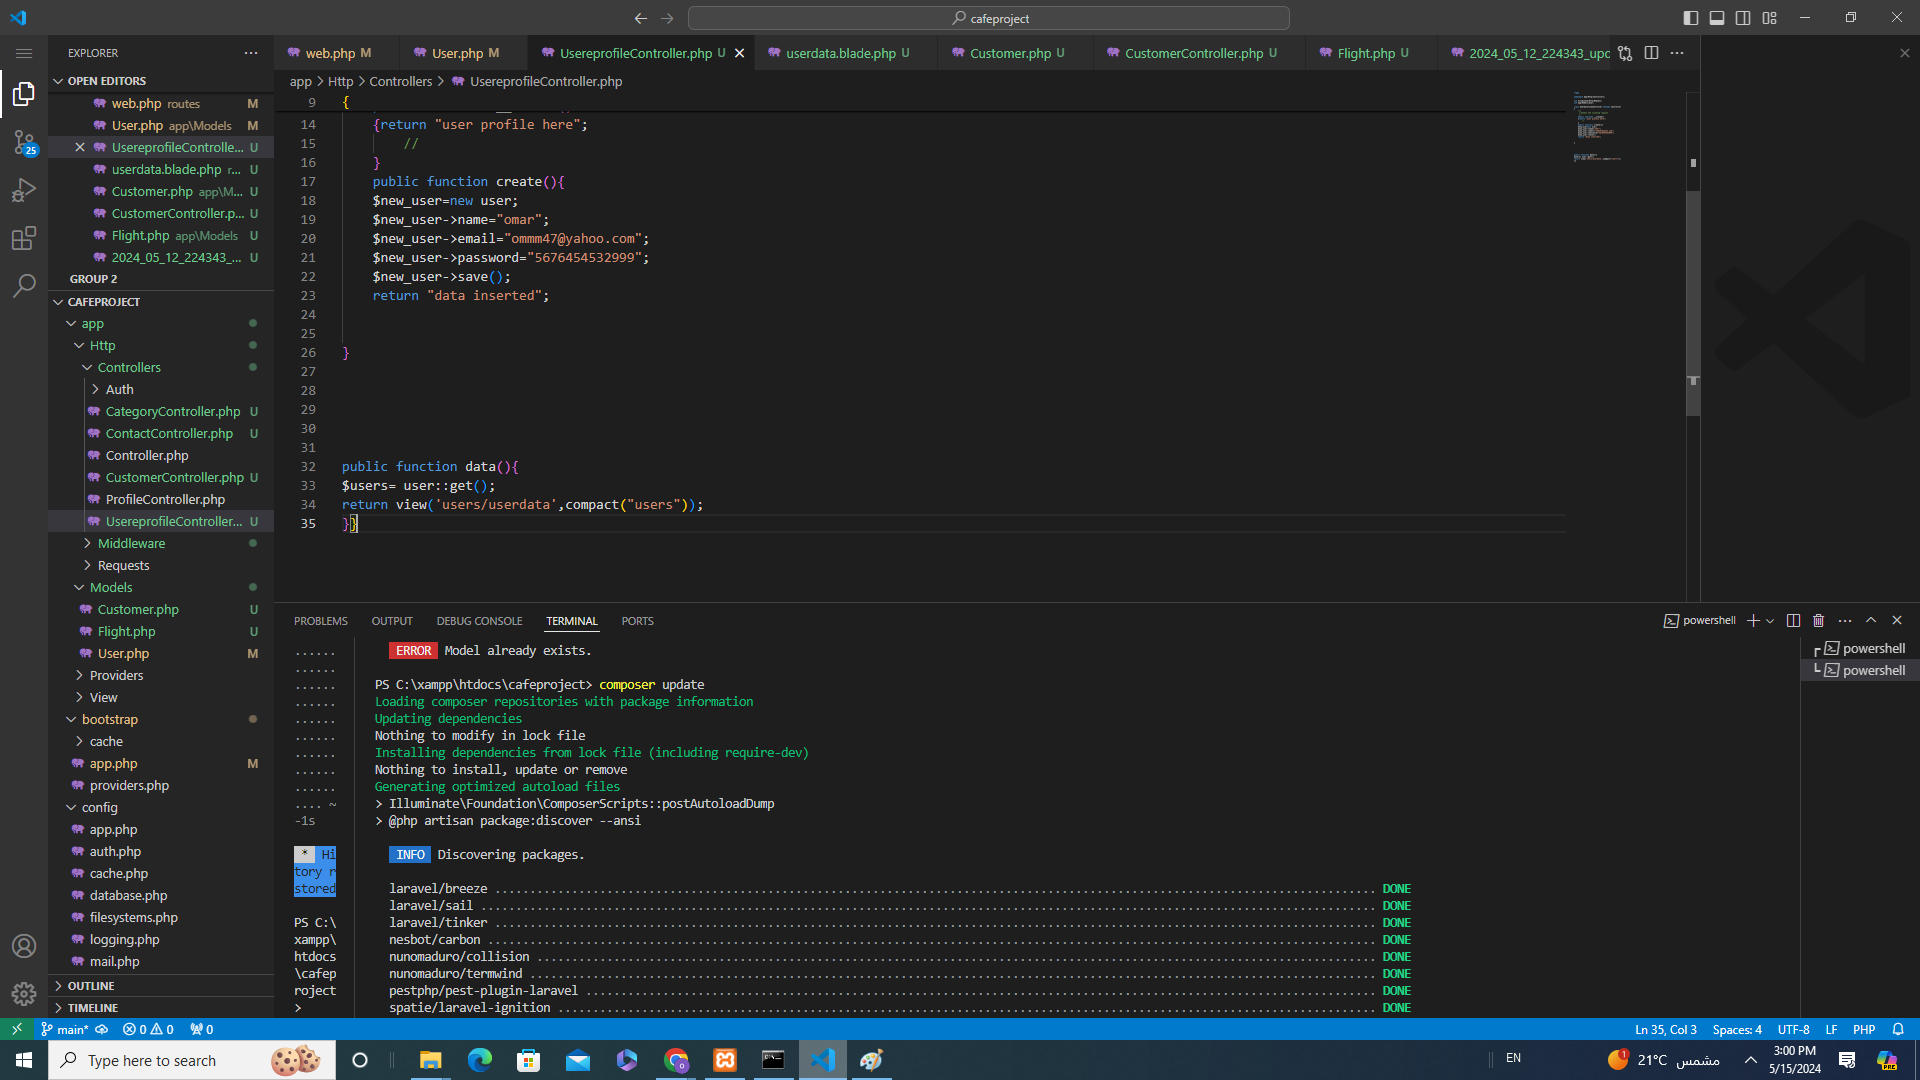 cafeproject
EXPLORER
OPEN EDITORS
web.php routes M
User.php app\Models M
UsereprofileControlle... U
userdata.blade.php r... U
Customer.php app\M... U
CustomerController.p... U
Flight.php app\Models U
2024_05_12_224343_... U
GROUP 2
CAFEPROJECT
app
Http
Controllers
Auth
CategoryController.php U
ContactController.php U
Controller.php
CustomerController.php U
ProfileController.php
UsereprofileController... U
Middleware
Requests
Models
Customer.php U
Flight.php U
User.php M
Providers
View
bootstrap
cache
app.php M
providers.php
config
app.php
auth.php
cache.php
database.php
filesystems.php
logging.php
mail.php
OUTLINE
TIMELINE
25
web.php M
User.php M
UsereprofileController.php U
userdata.blade.php U
Customer.php U
CustomerController.php U
Flight.php U
2024_05_12_224343_upd
app > Http > Controllers > UsereprofileController.php
9 {
14 {return "user profile here";
15 //
16 }
17 public function create(){
18 $new_user=new user;
19 $new_user->name="omar";
20 $new_user->email="ommm47@yahoo.com";
21 $new_user->password="5676454532999";
22 $new_user->save();
23 return "data inserted";
24
25
26 }
27
28
29
30
31
32 public function data(){
33 $users= user::get();
34 return view('users/userdata',compact("users"));
35 }}
PROBLEMS OUTPUT DEBUG CONSOLE TERMINAL PORTS
powershell
powershell
powershell
......
......
......
......
......
......
......
......
......
.... ~
-1s
* Hi
tory r
stored
PS C:\
xampp\
htdocs
\cafep
roject
>
ERROR Model already exists.
PS C:\xampp\htdocs\cafeproject> composer update
Loading composer repositories with package information
Updating dependencies
Nothing to modify in lock file
Installing dependencies from lock file (including require-dev)
Nothing to install, update or remove
Generating optimized autoload files
> Illuminate\Foundation\ComposerScripts::postAutoloadDump
> @php artisan package:discover --ansi
INFO Discovering packages.
laravel/breeze ........ DONE
laravel/sail ........ DONE
laravel/tinker ........ DONE
nesbot/carbon ........ DONE
nunomaduro/collision ........ DONE
nunomaduro/termwind ........ DONE
pestphp/pest-plugin-laravel ........ DONE
spatie/laravel-ignition ........ DONE
main* 0 0 0
Ln 35, Col 3 Spaces: 4 UTF-8 LF PHP
Type here to search
EN
1 21°C مشمس
3:00 PM
5/15/2024
PRE